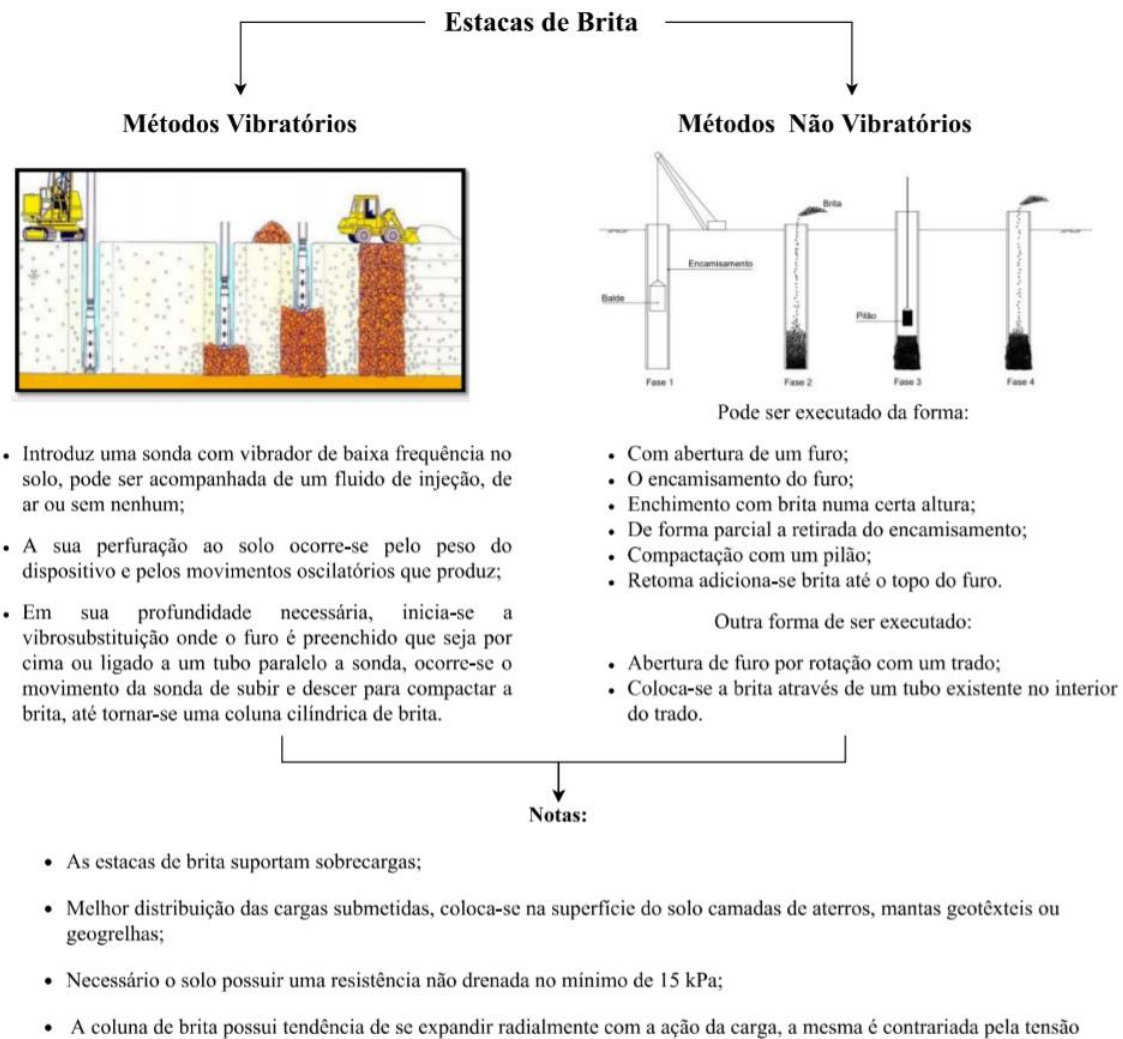 Estacas de Brita
Métodos Vibratórios
Métodos Não Vibratórios
Brita
Encamisamento
Balde
Pilão
Fase 1
Fase 2
Fase 3
Fase 4
• Introduz uma sonda com vibrador de baixa frequência no
solo, pode ser acompanhada de um fluido de injeção, de
ar ou sem nenhum;
• A sua perfuração ao solo ocorre-se pelo peso do
dispositivo e pelos movimentos oscilatórios que produz;
• Em sua profundidade necessária, inicia-se a
vibrosubstituição onde o furo é preenchido que seja por
cima ou ligado a um tubo paralelo a sonda, ocorre-se o
movimento da sonda de subir e descer para compactar a
brita, até tornar-se uma coluna cilíndrica de brita.
Pode ser executado da forma:
• Com abertura de um furo;
• O encamisamento do furo;
• Enchimento com brita numa certa altura;
• De forma parcial a retirada do encamisamento;
• Compactação com um pilão;
• Retoma adiciona-se brita até o topo do furo.
Outra forma de ser executado:
• Abertura de furo por rotação com um trado;
• Coloca-se a brita através de um tubo existente no interior
do trado.
Notas:
• As estacas de brita suportam sobrecargas;
• Melhor distribuição das cargas submetidas, coloca-se na superfície do solo camadas de aterros, mantas geotêxteis ou
geogrelhas;
• Necessário o solo possuir uma resistência não drenada no mínimo de 15 kPa;
• A coluna de brita possui tendência de se expandir radialmente com a ação da carga, a mesma é contrariada pela tensão